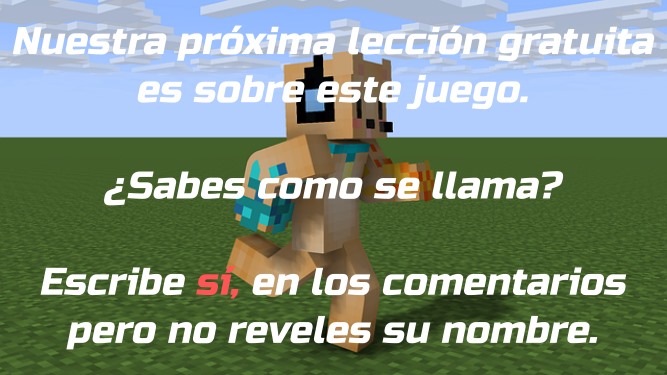 Nuestra próxima lección gratuita
es sobre este juego.
¿Sabes como se llama?
Escribe si, en los comentarios
pero no reveles su nombre.